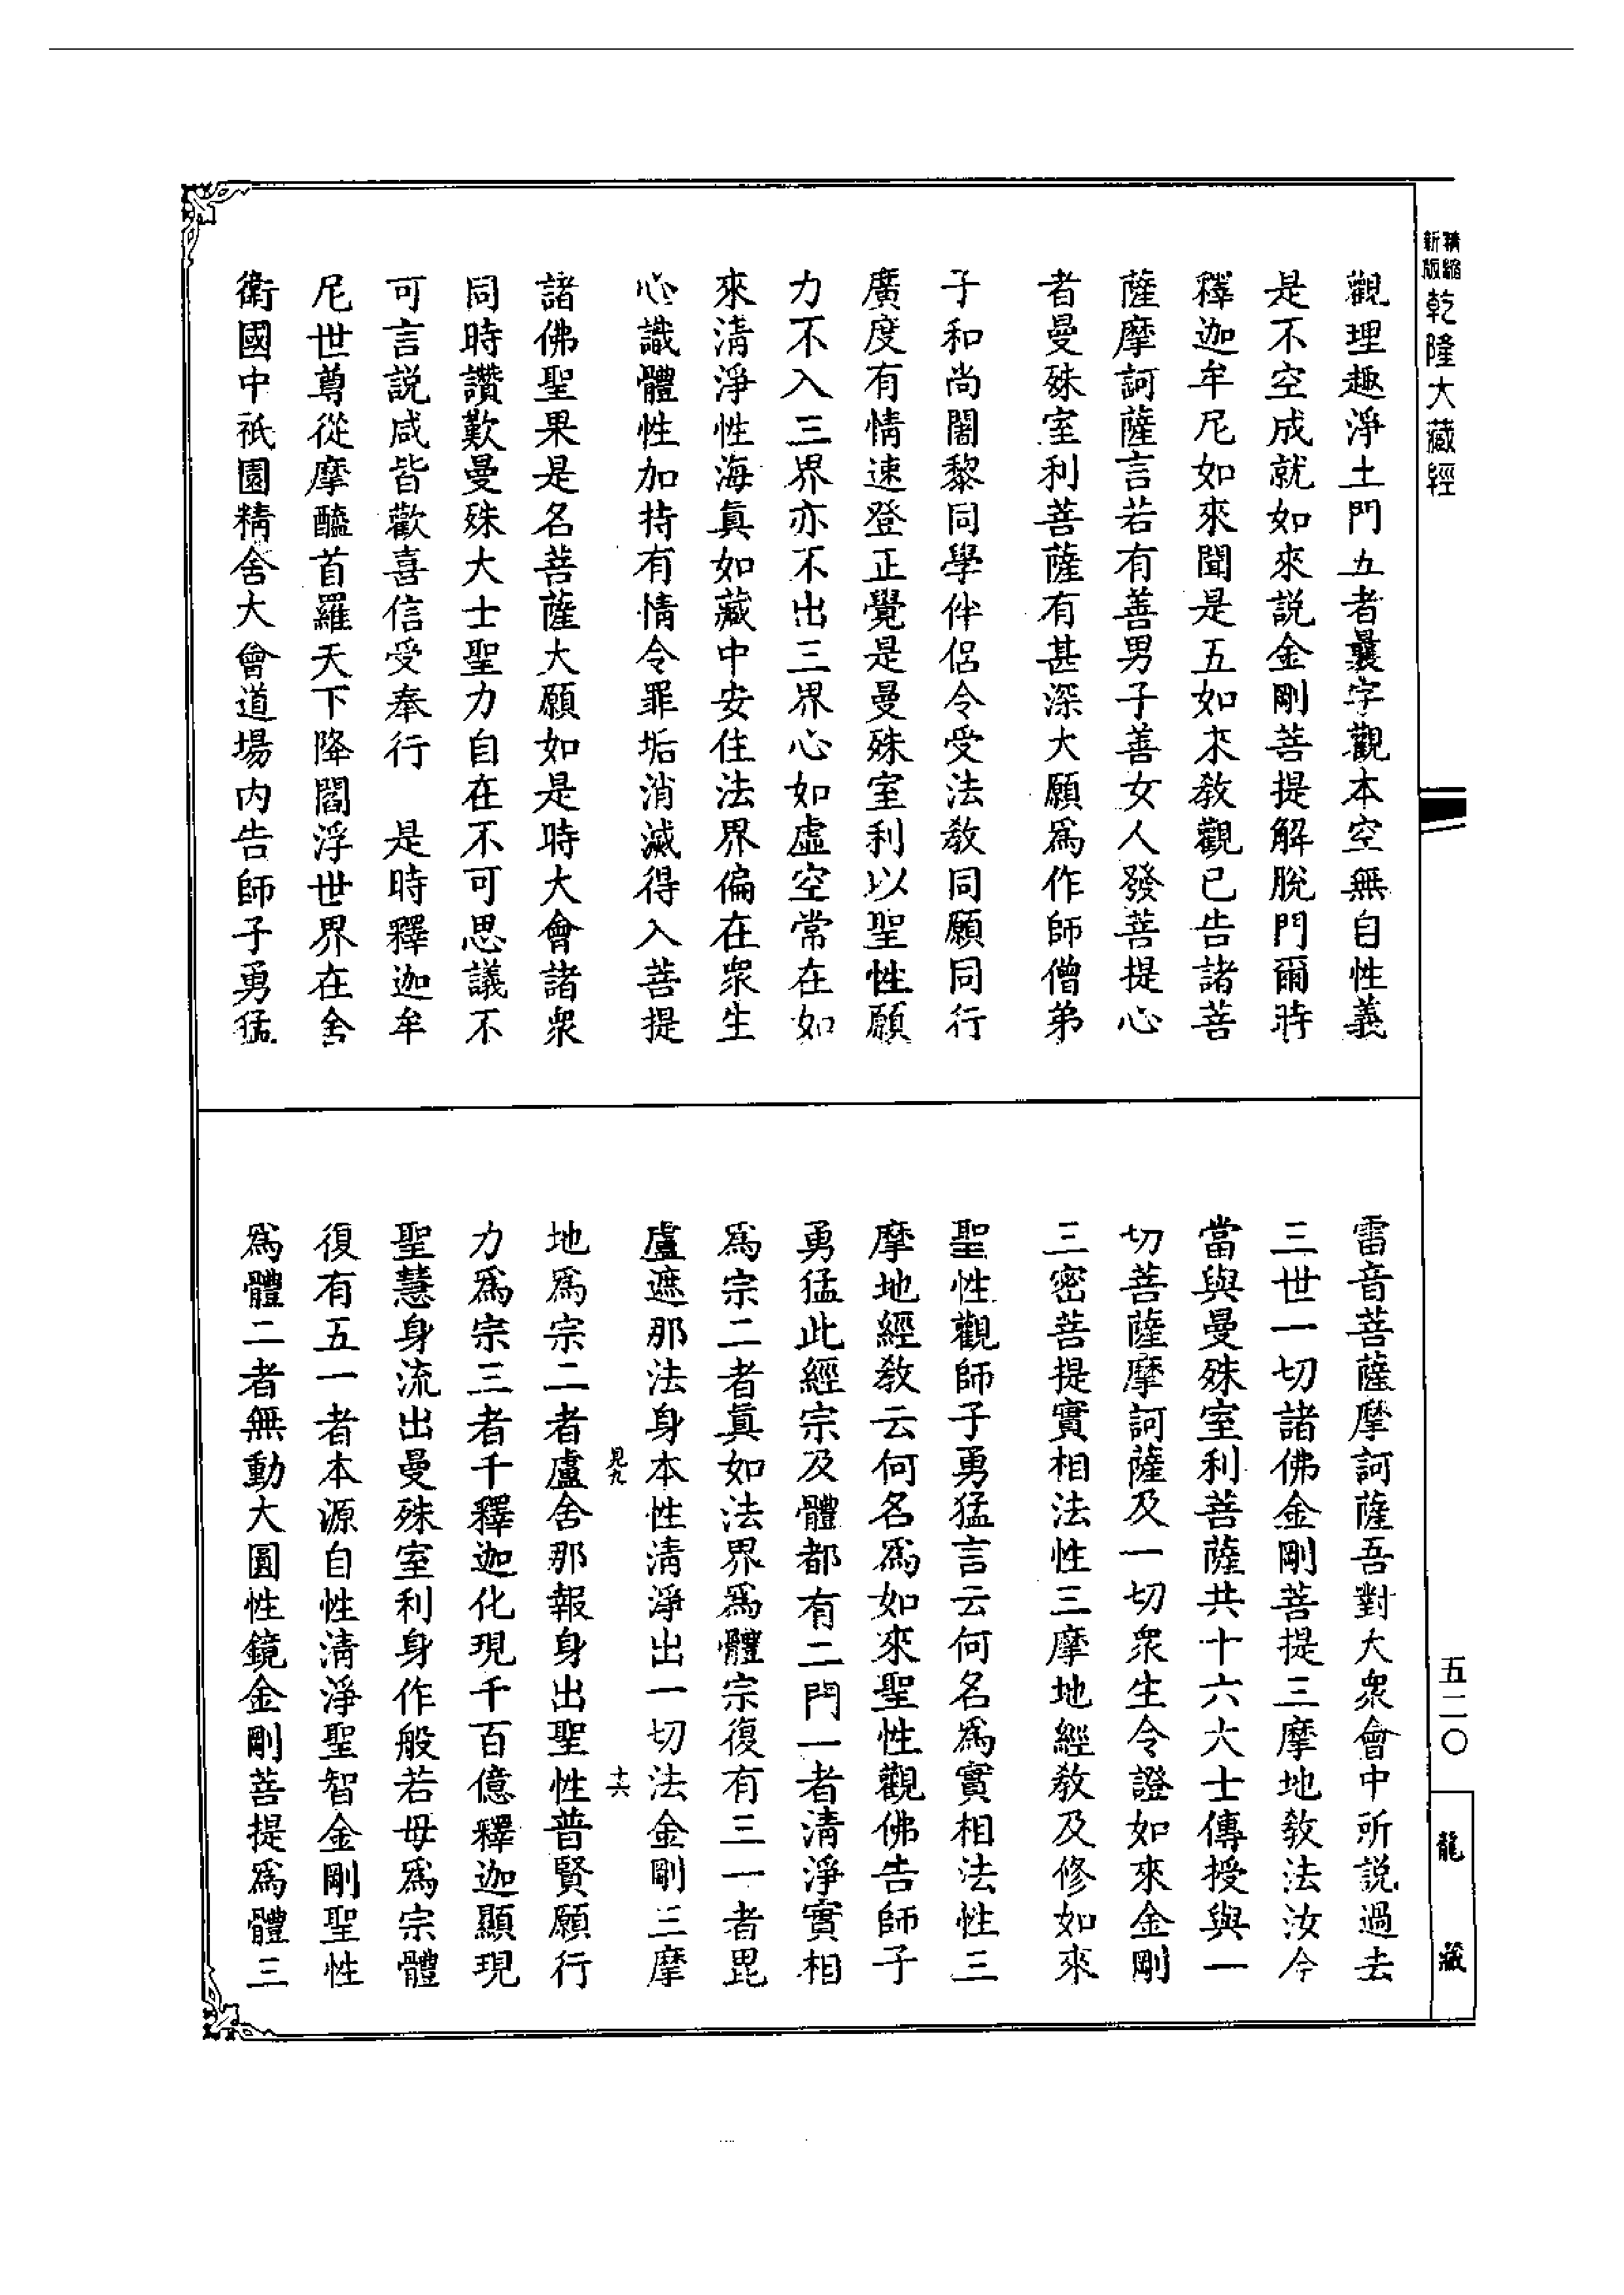 精縮新版乾隆大藏經
觀理趣淨土門五者曩字觀本空無自性義
是不空成就如來説金剛菩提解脫門爾時
釋迦牟尼如來聞是五如來教觀已告諸菩
薩摩訶薩言若有善男子善女人發菩提心
者曼殊室利菩薩有甚深大願爲作師僧弟
子和尚闍黎同學伴侶令受法教同願同行
廣度有情速登正覺是曼殊室利以聖性願
力不入三界亦不出三界心如虛空常在如
來淸淨性海眞如藏中安住法界偏在眾生
心識體性加持有情令罪垢消滅得入菩提
諸佛聖果是名菩薩大願如是時大會諸衆
同時讚歎曼殊大士聖力自在不可思議不
可言説咸皆歡喜信受奉行　是時釋迦牟
尼世尊從摩醯首羅天下降閻浮世界在舍
衛國中祇園精舍大會道場内告師子勇猛
雷音菩薩摩訶薩吾對大眾會中所説過去
三世一切諸佛金剛菩提三摩地教法汝今
當與曼殊室利菩薩共十六大士傳授與一
切菩薩摩訶薩及一切衆生令證如來金剛
三密菩提實相法性三摩地經教及修如來
聖性觀師子勇猛言云何名爲實相法性三
摩地經教云何名爲如來聖性觀佛告師子
勇猛此經宗及體都有二門一者淸淨實相
爲宗二者眞如法界爲體宗復有三一者毘
盧遮那法身本性淸淨出一切法金剛三摩
見九　十六
地爲宗二者盧舍那報身出聖性普賢願行
力爲宗三者千釋迦化現千百億釋迦顯現
聖慧身流出曼殊室利身作般若母爲宗體
復有五一者本源自性淸淨聖智金剛聖性
爲體二者無動大圓性鏡金剛菩提爲體三
五二〇
龍藏